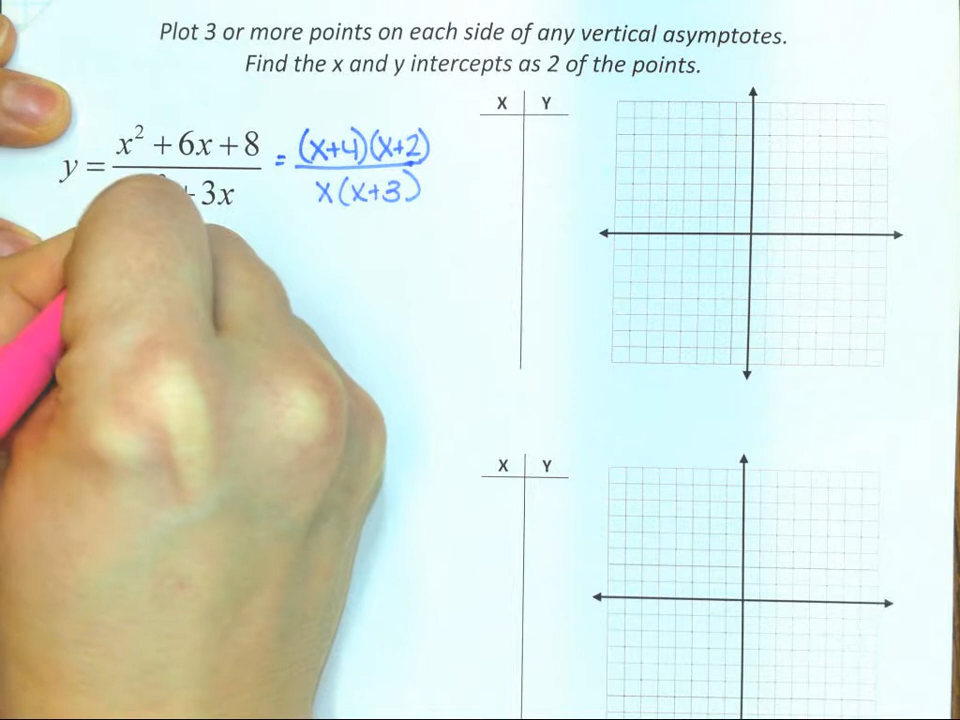 Plot 3 or more points on each side of any vertical asymptotes.
Find the x and y intercepts as 2 of the points.
X Y
y = x² + 6x + 8 = (x+4)(x+2)
+ 3x x(x+3)
X Y